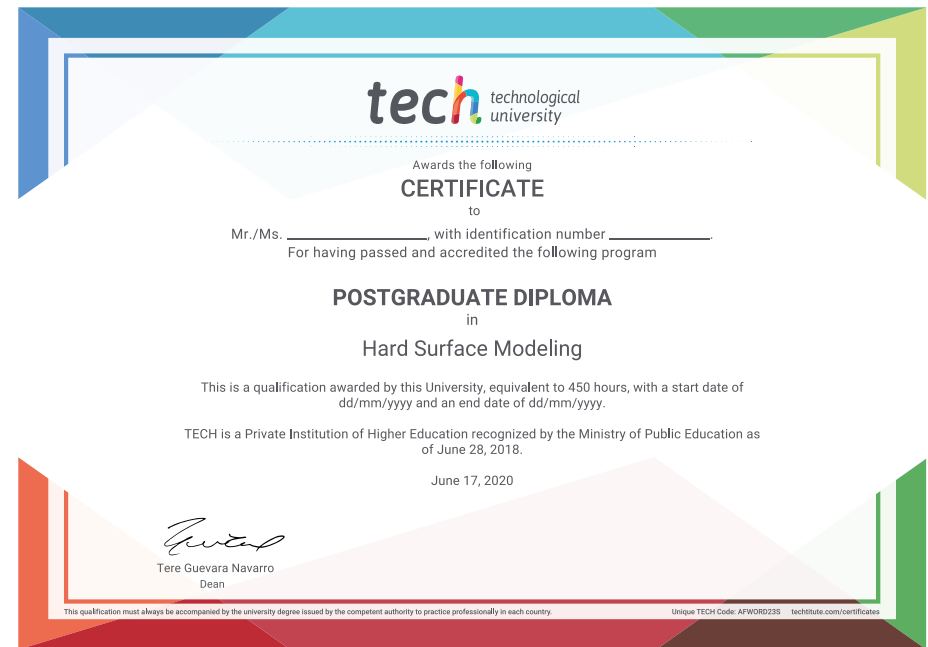 tech technological
university
Awards the following
CERTIFICATE
to
Mr./Ms. ____________________, with identification number ______________.
For having passed and accredited the following program
POSTGRADUATE DIPLOMA
in
Hard Surface Modeling
This is a qualification awarded by this University, equivalent to 450 hours, with a start date of
dd/mm/yyyy and an end date of dd/mm/yyyy.
TECH is a Private Institution of Higher Education recognized by the Ministry of Public Education as
of June 28, 2018.
June 17, 2020
Tere Guevara Navarro
Dean
This qualification must always be accompanied by the university degree issued by the competent authority to practice professionally in each country. Unique TECH Code: AFWORD23S techtitute.com/certificates